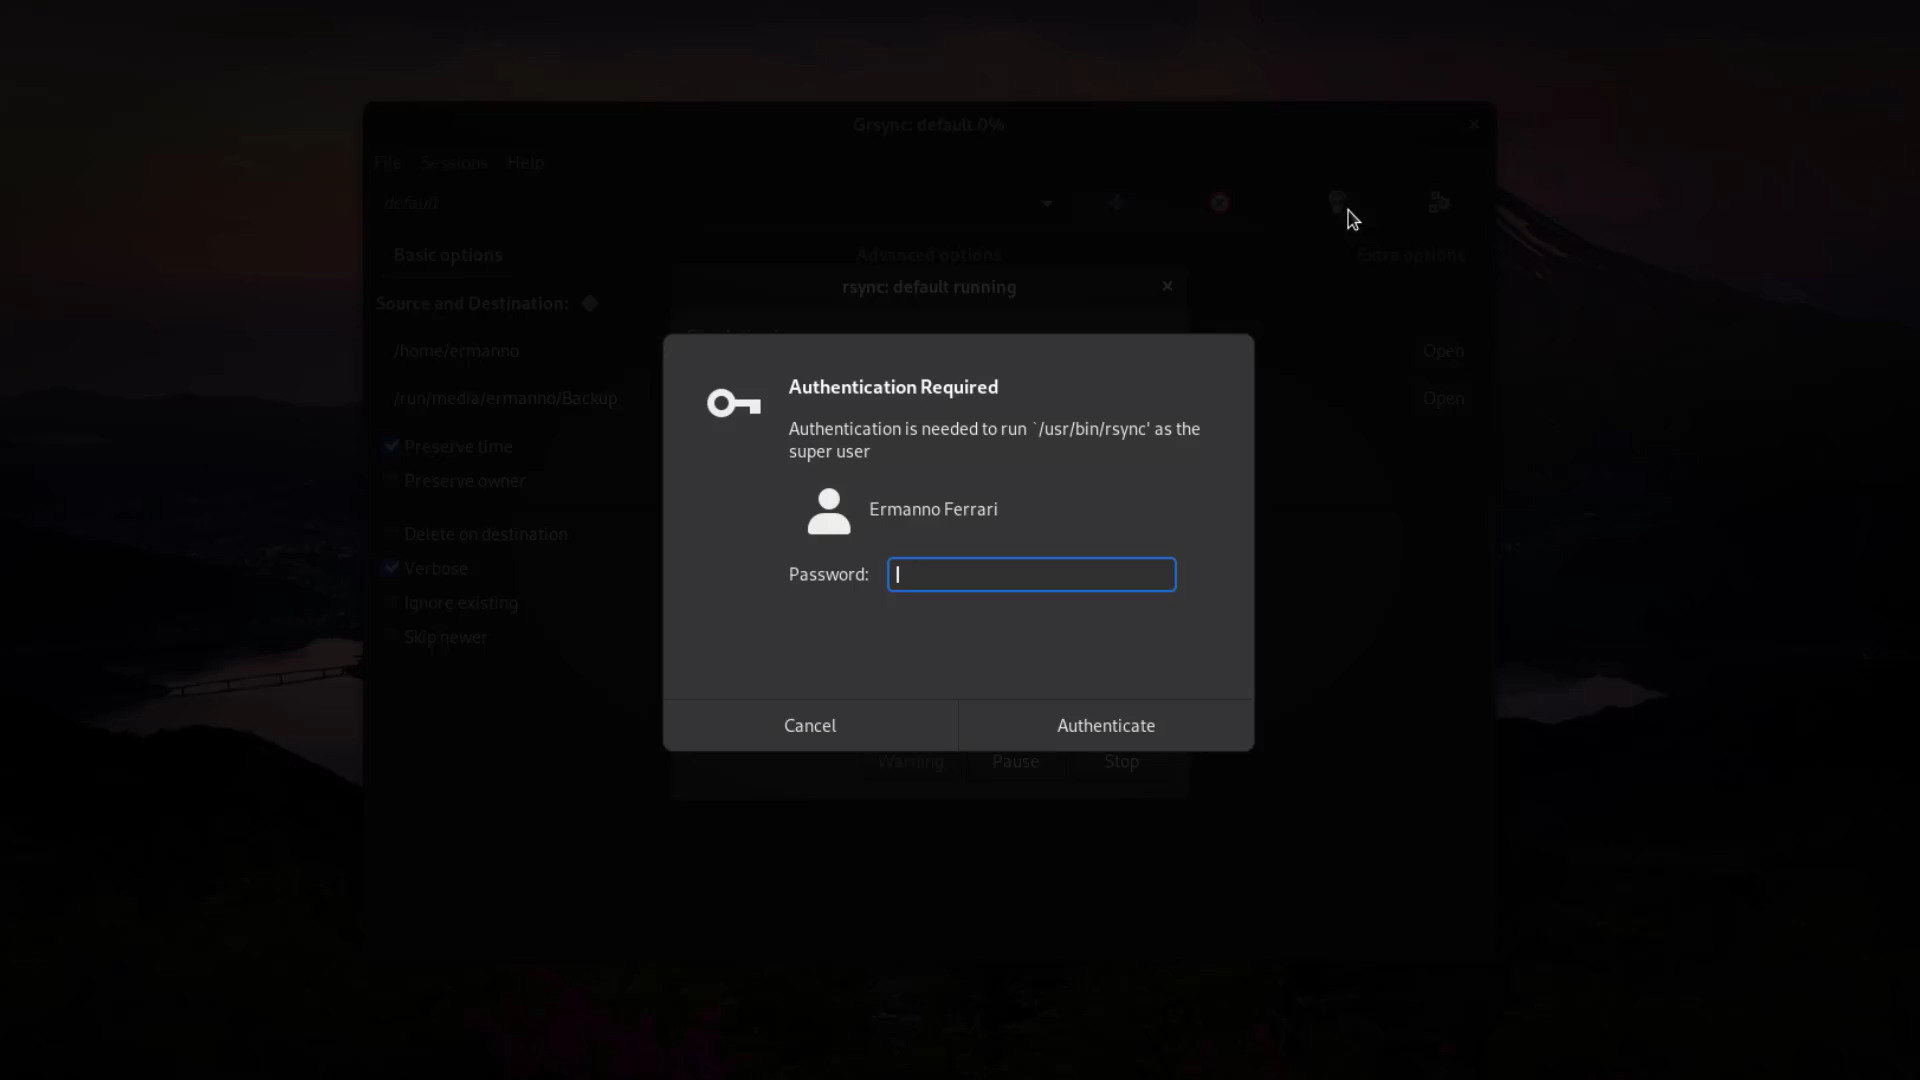 Grsync: default 0%
File Sessions Help
default
Basic options
Advanced options
Extra options
rsync: default running
Source and Destination:
/home/ermanno
Open
/run/media/ermanno/Backup
Open
Preserve time
Preserve owner
Delete on destination
Verbose
Ignore existing
Skip newer
Authentication Required
Authentication is needed to run `/usr/bin/rsync' as the
super user
Ermanno Ferrari
Password:
Cancel
Authenticate
Warning
Pause
Stop